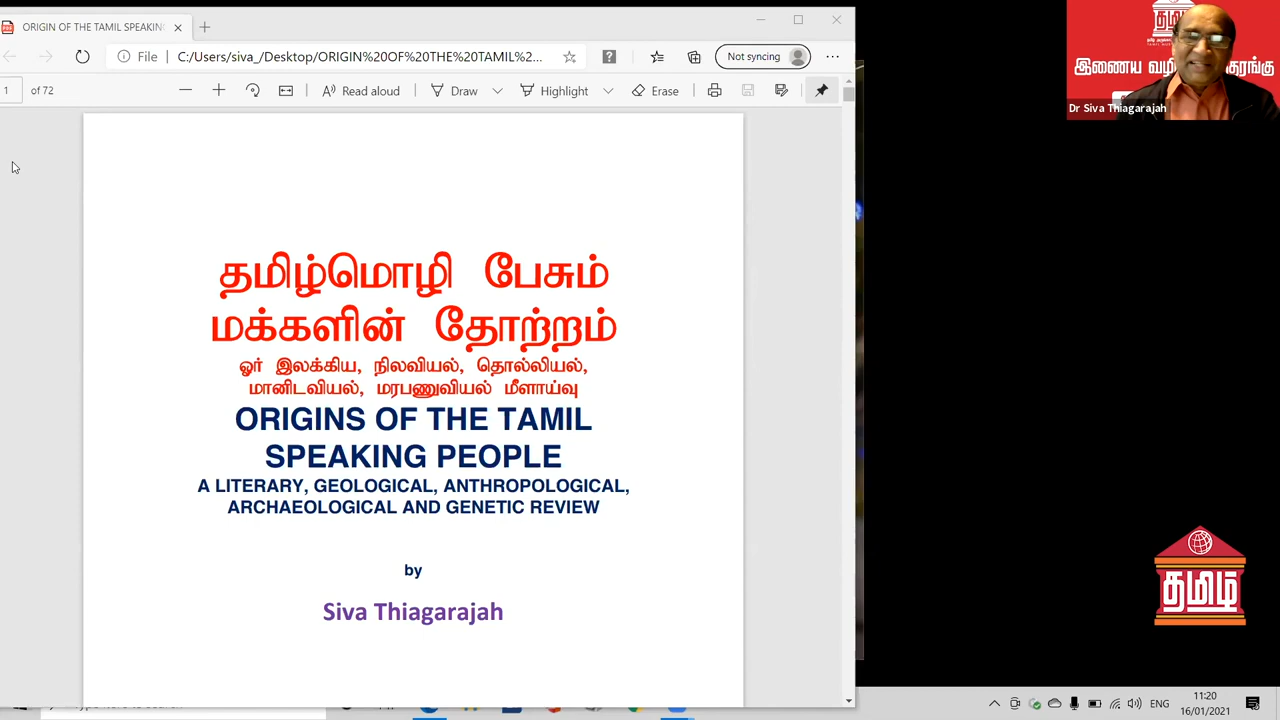 ORIGIN OF THE TAMIL SPEAKIN
File
C:/Users/siva_/Desktop/ORIGIN%20OF%20THE%20TAMIL%2...
Not syncing
1 of 72
Read aloud
Draw
Highlight
Erase
தமிழ்மொழி பேசும்
மக்களின் தோற்றம்
ஓர் இலக்கிய, நிலவியல், தொல்லியல்,
மானிடவியல், மரபணுவியல் மீளாய்வு
ORIGINS OF THE TAMIL
SPEAKING PEOPLE
A LITERARY, GEOLOGICAL, ANTHROPOLOGICAL,
ARCHAEOLOGICAL AND GENETIC REVIEW
by
Siva Thiagarajah
இணைய வழி
குரங்கு
Dr Siva Thiagarajah
தமிழ்
ENG
11:20
16/01/2021